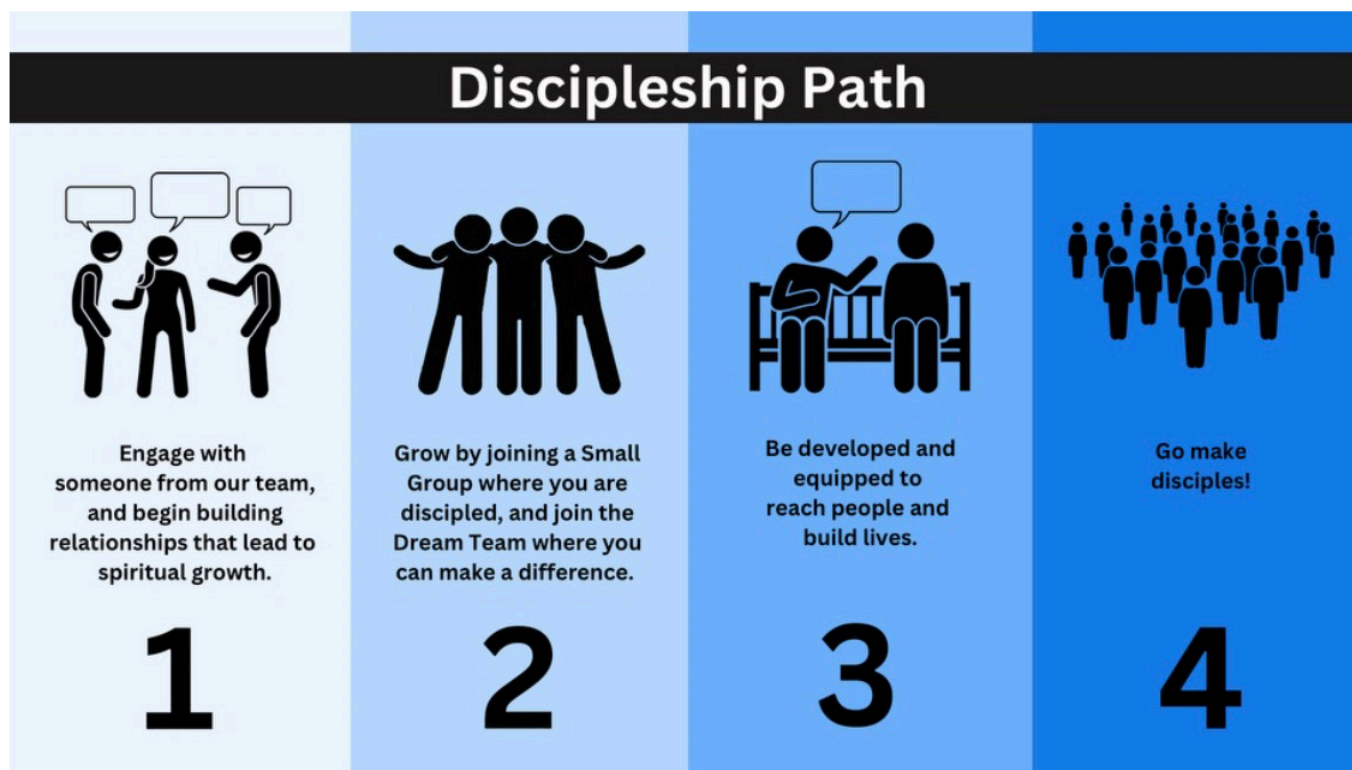 Discipleship Path
Engage with
someone from our team,
and begin building
relationships that lead to
spiritual growth.
1
Grow by joining a Small
Group where you are
discipled, and join the
Dream Team where you
can make a difference.
2
Be developed and
equipped to
reach people and
build lives.
3
Go make
disciples!
4